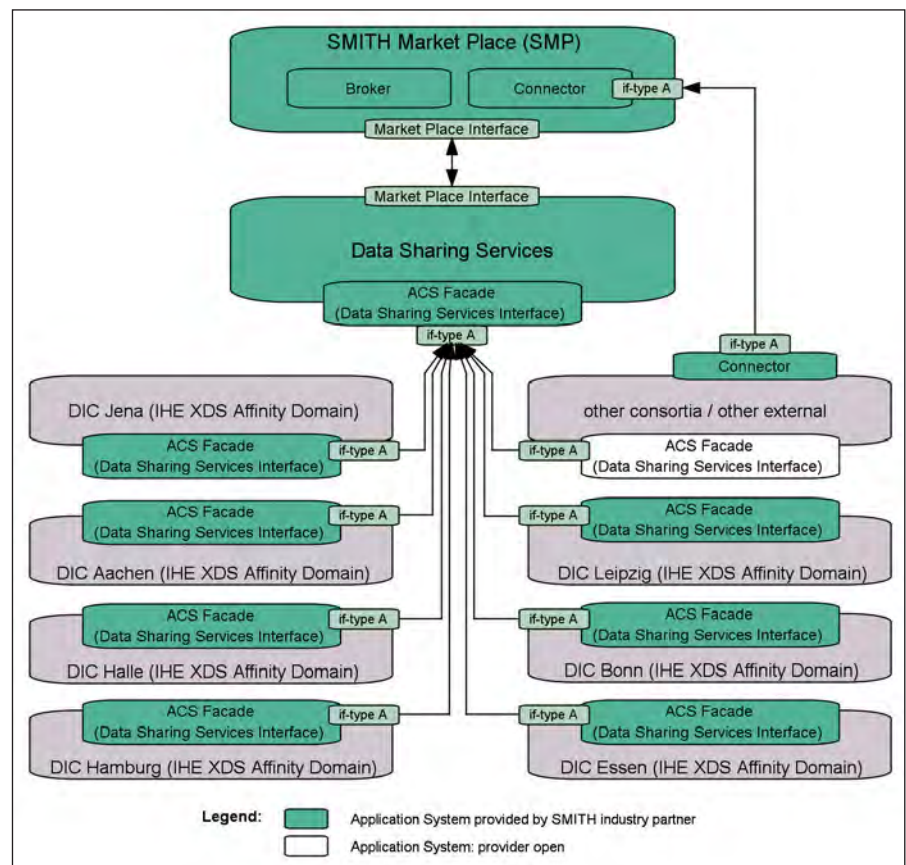 SMITH Market Place (SMP)
Broker
Connector
if-type A
Market Place Interface
Market Place Interface
Data Sharing Services
ACS Facade
(Data Sharing Services Interface)
if-type A
if-type A
Connector
DIC Jena (IHE XDS Affinity Domain)
ACS Facade
(Data Sharing Services Interface)
if-type A
other consortia / other external
if-type A
ACS Facade
(Data Sharing Services Interface)
ACS Facade
(Data Sharing Services Interface)
if-type A
DIC Aachen (IHE XDS Affinity Domain)
if-type A
ACS Facade
(Data Sharing Services Interface)
DIC Leipzig (IHE XDS Affinity Domain)
ACS Facade
(Data Sharing Services Interface)
if-type A
DIC Halle (IHE XDS Affinity Domain)
if-type A
ACS Facade
(Data Sharing Services Interface)
DIC Bonn (IHE XDS Affinity Domain)
ACS Facade
(Data Sharing Services Interface)
if-type A
DIC Hamburg (IHE XDS Affinity Domain)
if-type A
ACS Facade
(Data Sharing Services Interface)
DIC Essen (IHE XDS Affinity Domain)
Legend:
Application System provided by SMITH industry partner
Application System: provider open